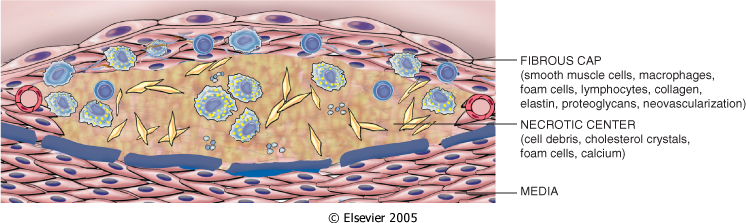 FIBROUS CAP
(smooth muscle cells, macrophages,
foam cells, lymphocytes, collagen,
elastin, proteoglycans, neovascularization)
NECROTIC CENTER
(cell debris, cholesterol crystals,
foam cells, calcium)
MEDIA
© Elsevier 2005